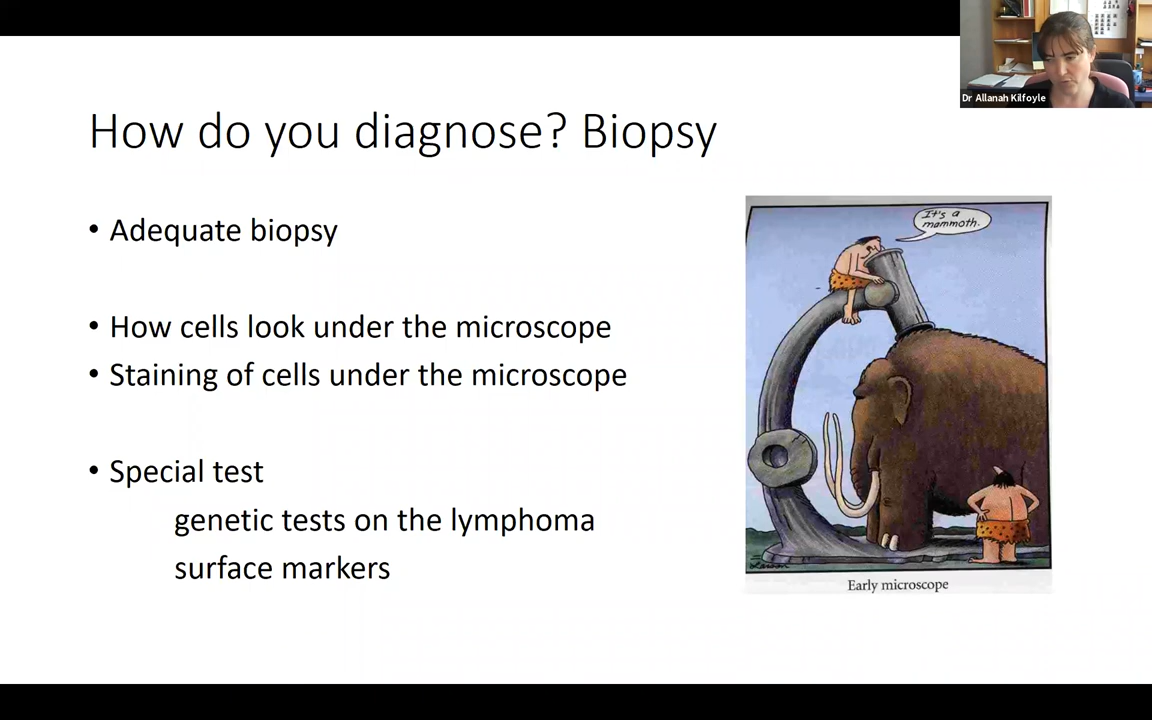 Dr Allanah Kilfoyle
How do you diagnose? Biopsy
• Adequate biopsy
• How cells look under the microscope
• Staining of cells under the microscope
• Special test
genetic tests on the lymphoma
surface markers
It's a
mammoth.
Larson
Early microscope